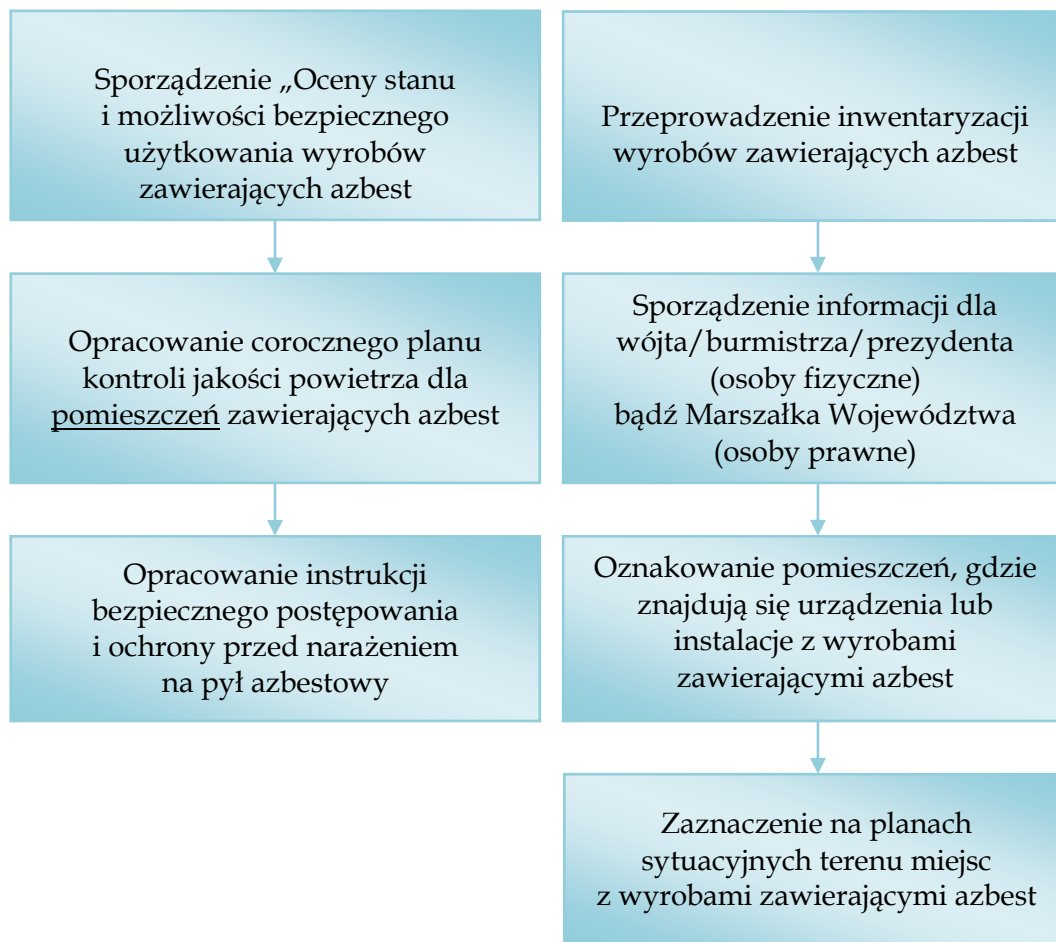 Sporządzenie „Oceny stanu
i możliwości bezpiecznego
użytkowania wyrobów
zawierających azbest
Opracowanie corocznego planu
kontroli jakości powietrza dla
pomieszczeń zawierających azbest
Opracowanie instrukcji
bezpiecznego postępowania
i ochrony przed narażeniem
na pył azbestowy
Przeprowadzenie inwentaryzacji
wyrobów zawierających azbest
Sporządzenie informacji dla
wójta/burmistrza/prezydenta
(osoby fizyczne)
bądź Marszałka Województwa
(osoby prawne)
Oznakowanie pomieszczeń, gdzie
znajdują się urządzenia lub
instalacje z wyrobami
zawierającymi azbest
Zaznaczenie na planach
sytuacyjnych terenu miejsc
z wyrobami zawierającymi azbest